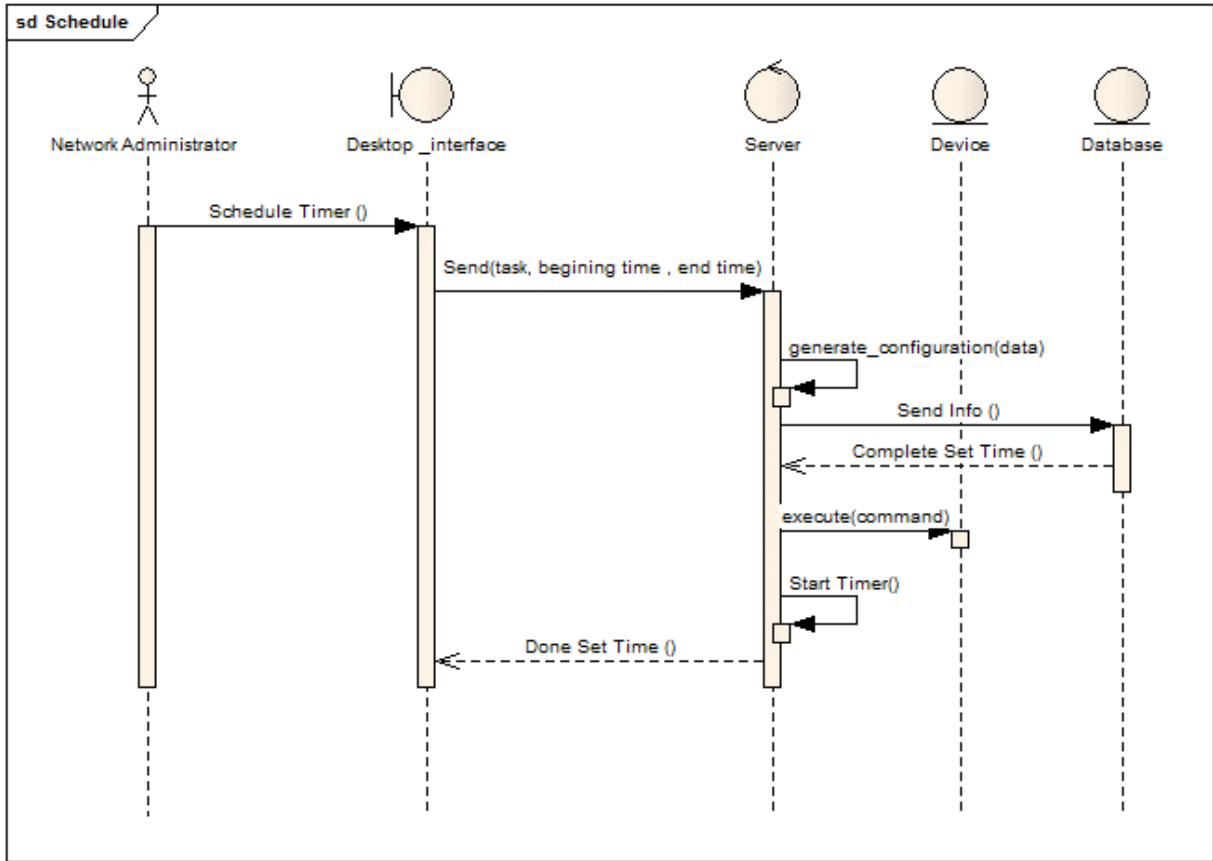 sd Schedule
Network Administrator
Desktop _interface
Server
Device
Database
Schedule Timer ()
Send(task, begining time , end time)
generate_configuration(data)
Send Info ()
Complete Set Time ()
execute(command)
Start Timer()
Done Set Time ()